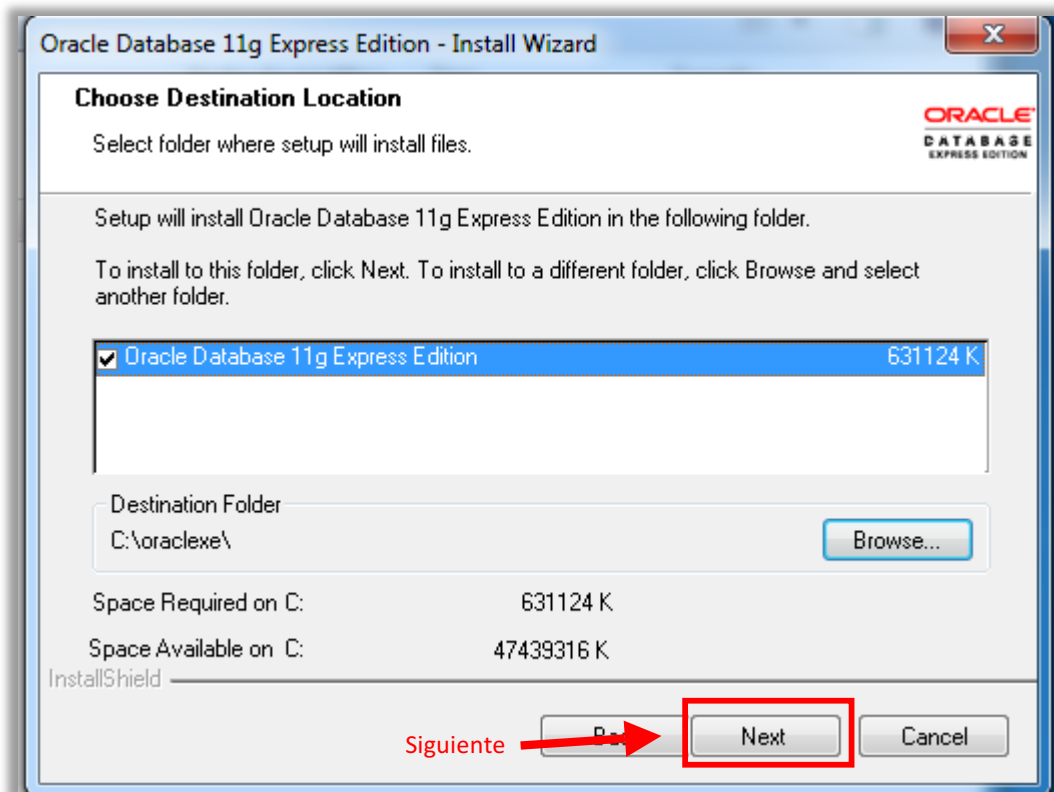 Oracle Database 11g Express Edition - Install Wizard
Choose Destination Location
Select folder where setup will install files.
ORACLE
DATABASE
EXPRESS EDITION
Setup will install Oracle Database 11g Express Edition in the following folder.
To install to this folder, click Next. To install to a different folder, click Browse and select
another folder.
Oracle Database 11g Express Edition 631124 K
Destination Folder
C:\oraclexe\ Browse...
Space Required on C: 631124 K
Space Available on C: 47439316 K
InstallShield
Siguiente Next Cancel